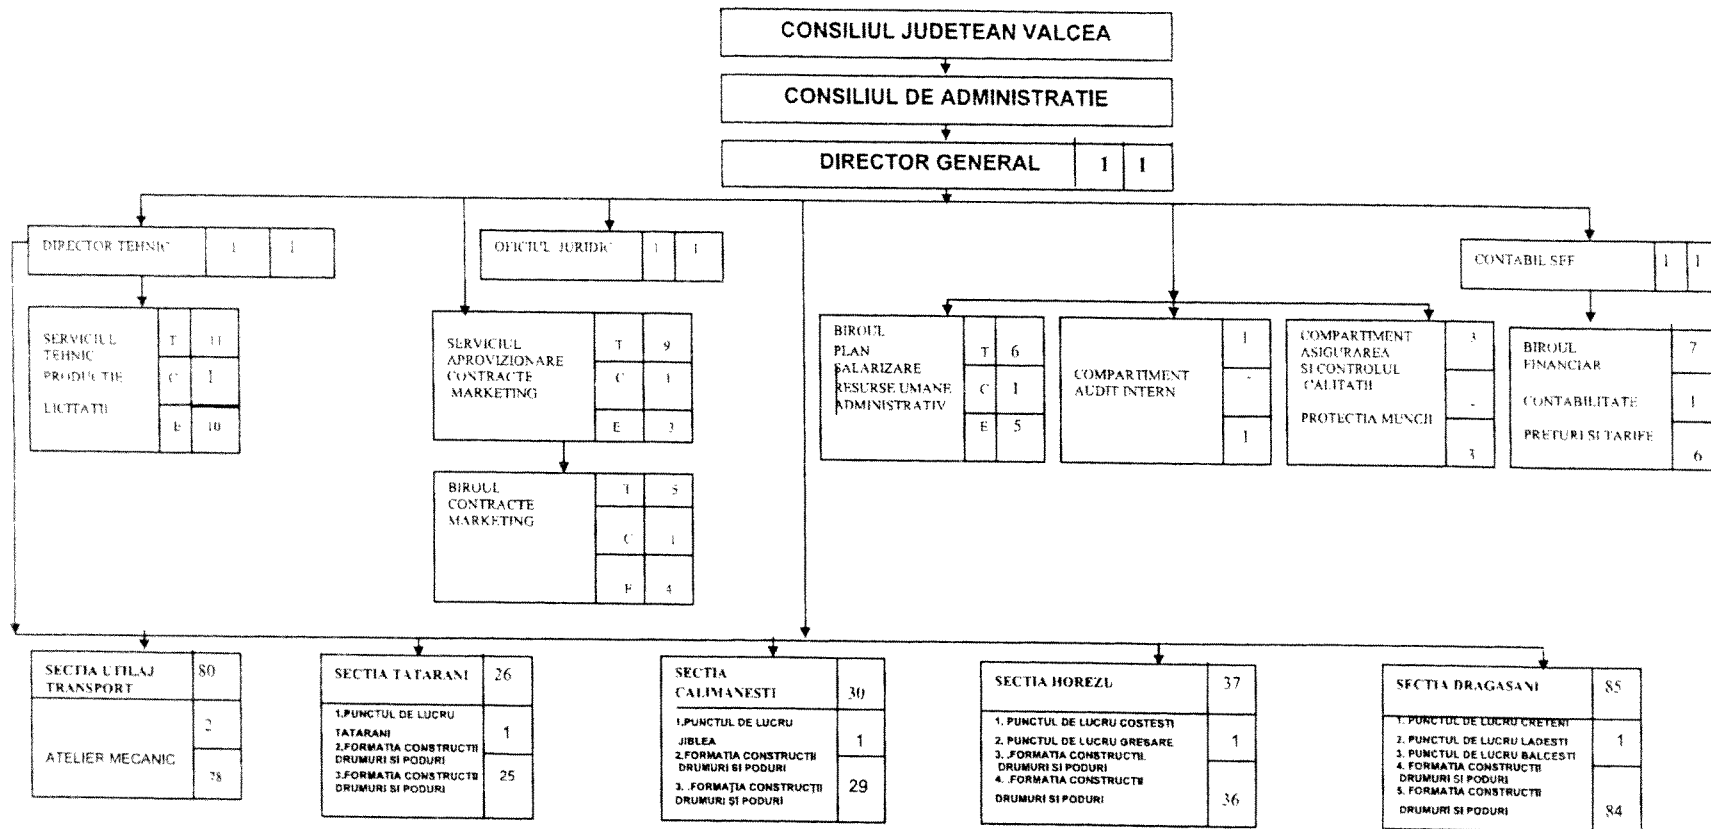 CONSILIUL JUDETEAN VALCEA
CONSILIUL DE ADMINISTRATIE
DIRECTOR GENERAL 1 1
DIRECTOR TEHNIC 1 1
OFICIUL JURIDIC 1 1
CONTABIL SEF 1 1
SERVICIUL
TEHNIC
PRODUCTIE
LICITATII
T 11
C 1
E 10
SERVICIUL
APROVIZIONARE
CONTRACTE
MARKETING
T 9
C 1
E 3
BIROUL
PLAN
SALARIZARE
RESURSE UMANE
ADMINISTRATIV
T 6
C 1
E 5
COMPARTIMENT
AUDIT INTERN
1
-
1
COMPARTIMENT
ASIGURAREA
SI CONTROLUL
CALITATII
PROTECTIA MUNCII
3
-
3
BIROUL
FINANCIAR
CONTABILITATE
PRETURI SI TARIFE
7
1
6
BIROUL
CONTRACTE
MARKETING
T 5
C 1
E 4
SECTIA UTILAJ
TRANSPORT
80
2
ATELIER MECANIC
78
SECTIA TATARANI 26
1.PUNCTUL DE LUCRU
TATARANI 1
2.FORMATIA CONSTRUCTII
DRUMURI SI PODURI
3.FORMATIA CONSTRUCTII 25
DRUMURI SI PODURI
SECTIA
CALIMANESTI 30
1.PUNCTUL DE LUCRU
JIBLEA 1
2.FORMATIA CONSTRUCTII
DRUMURI SI PODURI
3. .FORMAŢIA CONSTRUCTII 29
DRUMURI ŞI PODURI
SECTIA HOREZU 37
1. PUNCTUL DE LUCRU COSTESTI
2. PUNCTUL DE LUCRU GRESARE 1
3. .FORMATIA CONSTRUCTII.
DRUMURI SI PODURI
4. .FORMATIA CONSTRUCTII
DRUMURI SI PODURI 36
SECTIA DRAGASANI 85
1. PUNCTUL DE LUCRU CRETENI
2. PUNCTUL DE LUCRU LADESTI 1
3. PUNCTUL DE LUCRU BALCESTI
4. FORMATIA CONSTRUCTII
DRUMURI SI PODURI
5. FORMATIA CONSTRUCTII
DRUMURI SI PODURI 84